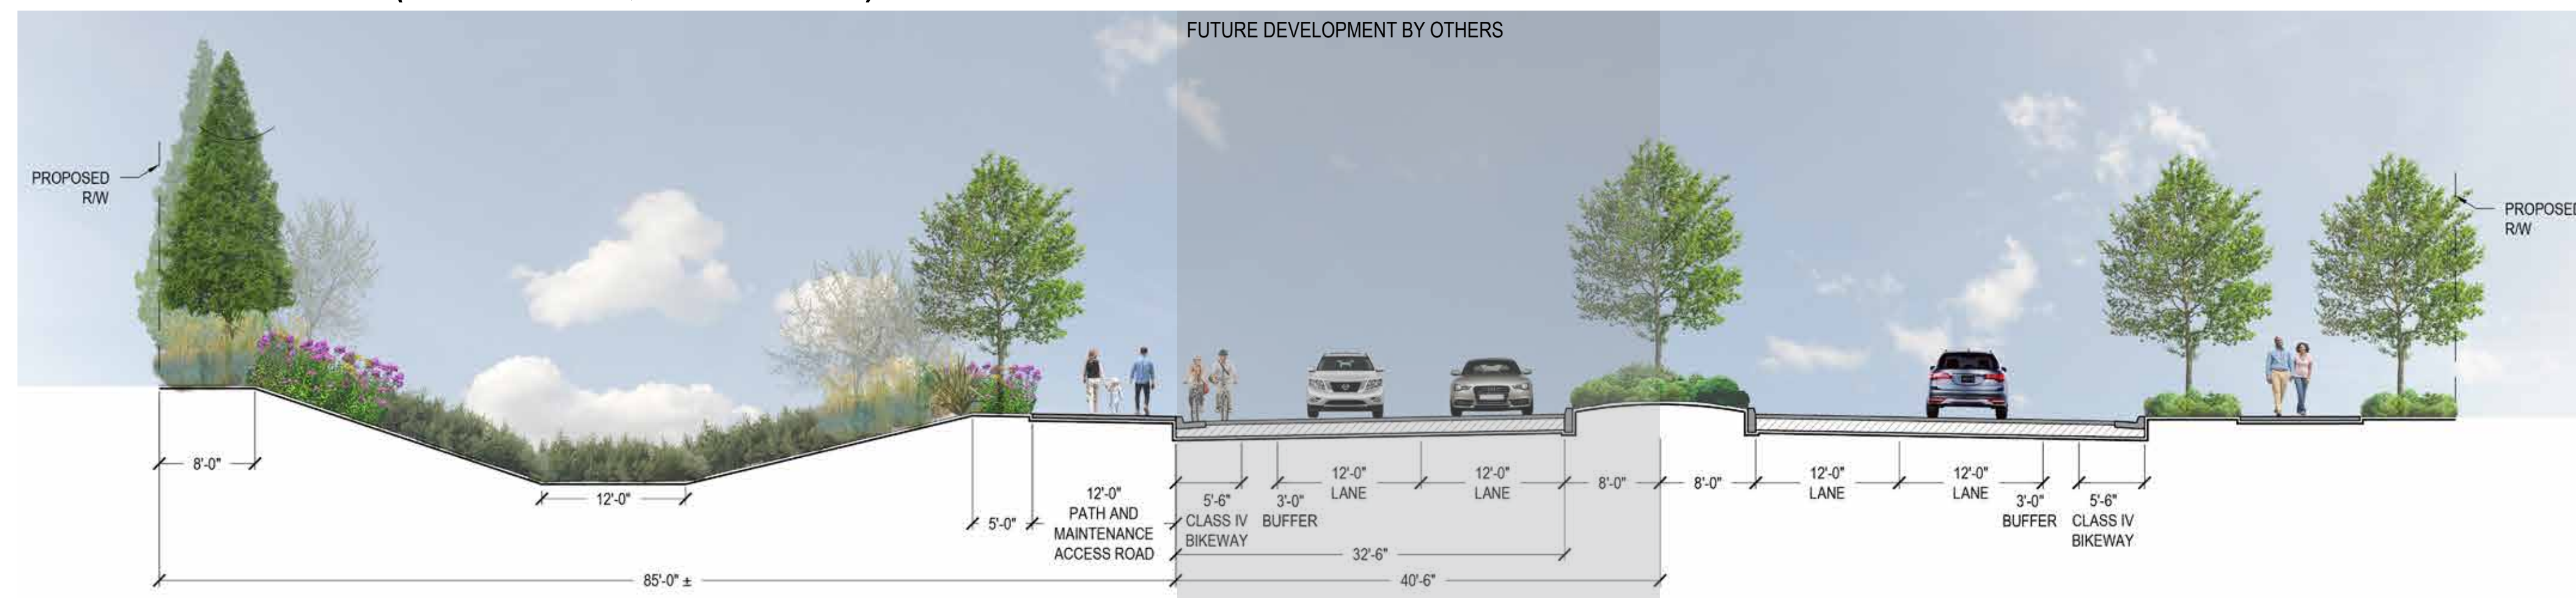 FUTURE DEVELOPMENT BY OTHERS
PROPOSED
R/W
PROPOSED
R/W
8'-0"
12'-0"
5'-0"
12'-0"
PATH AND
MAINTENANCE
ACCESS ROAD
5'-6"
CLASS IV
BIKEWAY
3'-0"
BUFFER
12'-0"
LANE
12'-0"
LANE
8'-0"
8'-0"
12'-0"
LANE
12'-0"
LANE
3'-0"
BUFFER
5'-6"
CLASS IV
BIKEWAY
32'-6"
85'-0" ±
40'-6"